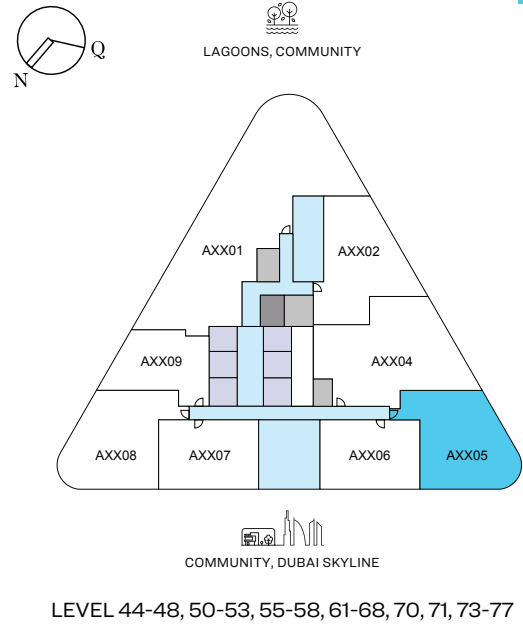 Q
N
LAGOONS, COMMUNITY
AXX01
AXX02
AXX09
AXX04
AXX08
AXX07
AXX06
AXX05
COMMUNITY, DUBAI SKYLINE
LEVEL 44-48, 50-53, 55-58, 61-68, 70, 71, 73-77